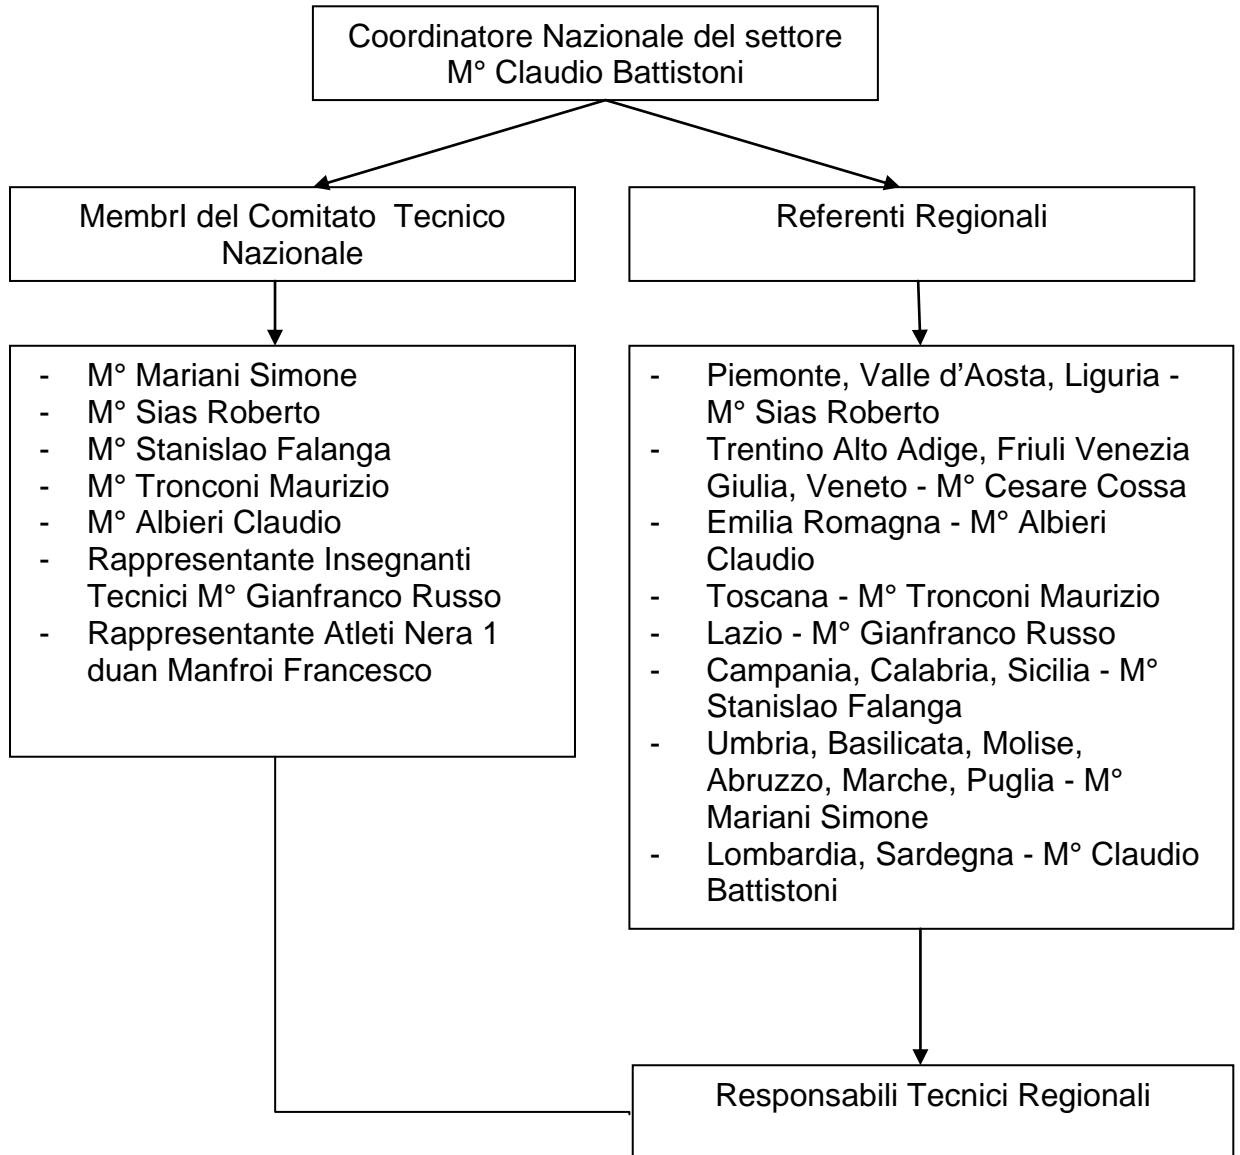 Coordinatore Nazionale del settore
M° Claudio Battistoni
MembrI del Comitato Tecnico
Nazionale
Referenti Regionali
- M° Mariani Simone
- M° Sias Roberto
- M° Stanislao Falanga
- M° Tronconi Maurizio
- M° Albieri Claudio
- Rappresentante Insegnanti
Tecnici M° Gianfranco Russo
- Rappresentante Atleti Nera 1
duan Manfroi Francesco
- Piemonte, Valle d’Aosta, Liguria -
M° Sias Roberto
- Trentino Alto Adige, Friuli Venezia
Giulia, Veneto - M° Cesare Cossa
- Emilia Romagna - M° Albieri
Claudio
- Toscana - M° Tronconi Maurizio
- Lazio - M° Gianfranco Russo
- Campania, Calabria, Sicilia - M°
Stanislao Falanga
- Umbria, Basilicata, Molise,
Abruzzo, Marche, Puglia - M°
Mariani Simone
- Lombardia, Sardegna - M° Claudio
Battistoni
Responsabili Tecnici Regionali